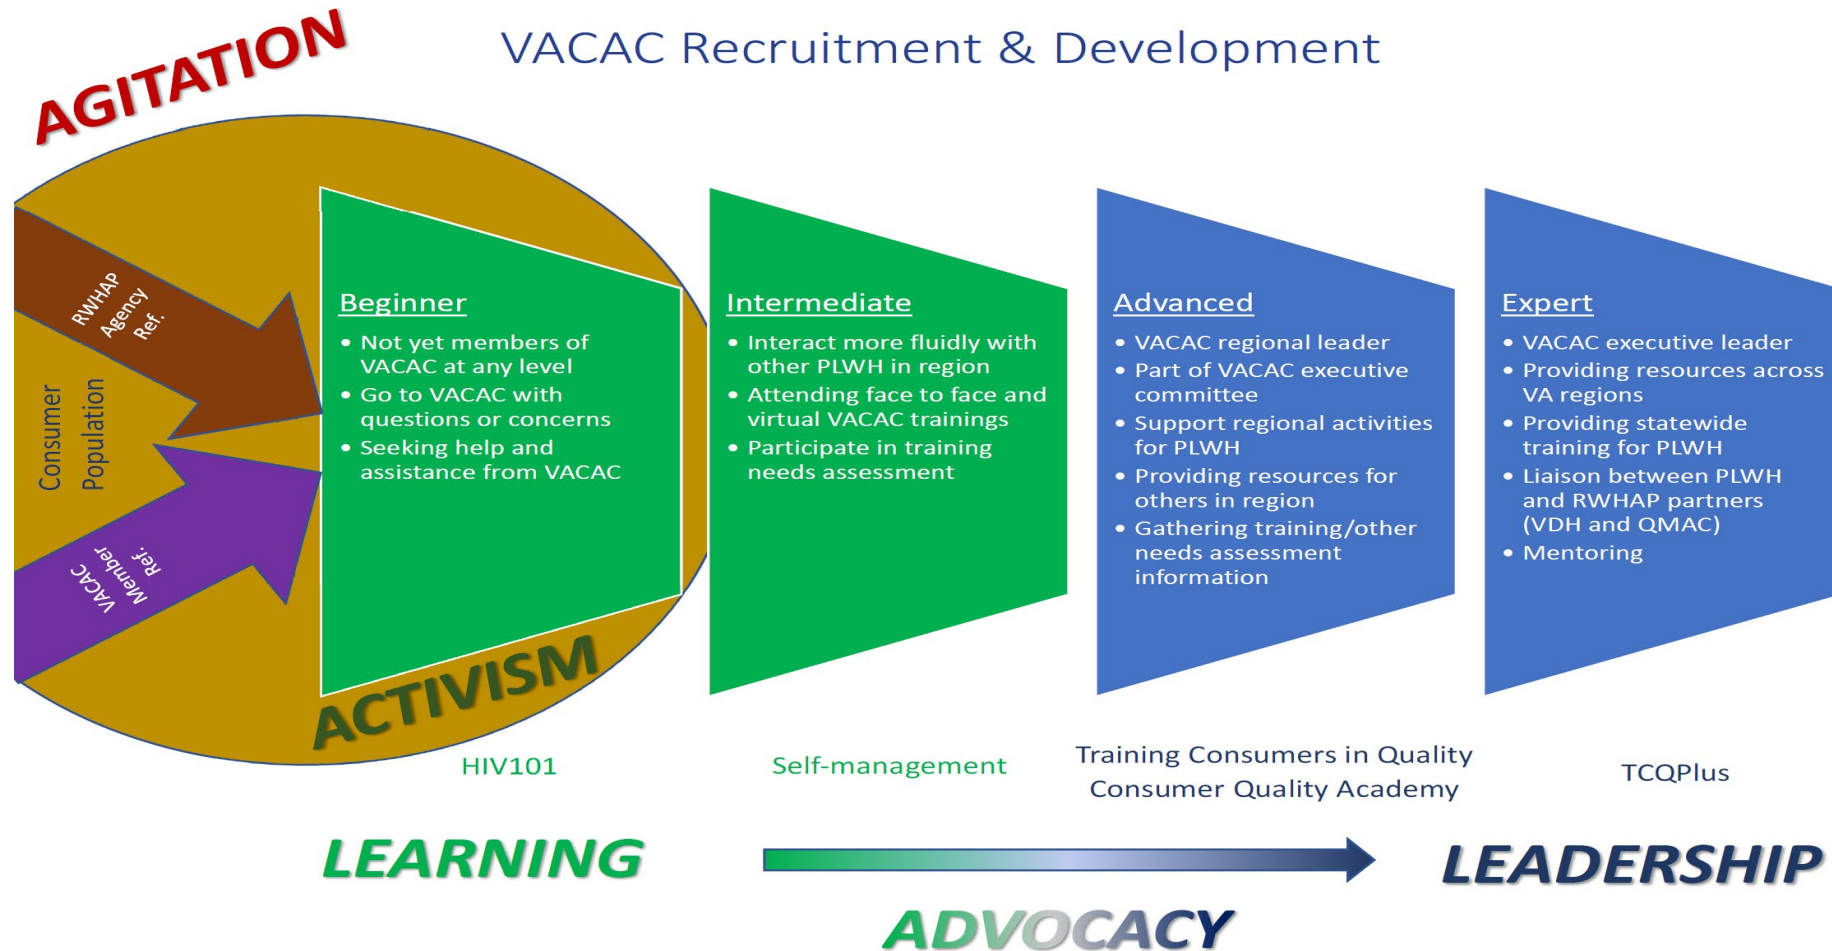 VACAC Recruitment & Development
AGITATION
RWHAP
Agency
Ref.
Consumer
Population
VACAC
Member
Ref.
Beginner
• Not yet members of
VACAC at any level
• Go to VACAC with
questions or concerns
• Seeking help and
assistance from VACAC
Intermediate
• Interact more fluidly with
other PLWH in region
• Attending face to face and
virtual VACAC trainings
• Participate in training
needs assessment
Advanced
• VACAC regional leader
• Part of VACAC executive
committee
• Support regional activities
for PLWH
• Providing resources for
others in region
• Gathering training/other
needs assessment
information
Expert
• VACAC executive leader
• Providing resources across
VA regions
• Providing statewide
training for PLWH
• Liaison between PLWH
and RWHAP partners
(VDH and QMAC)
• Mentoring
ACTIVISM
HIV101
Self-management
Training Consumers in Quality
Consumer Quality Academy
TCQPlus
LEARNING
LEADERSHIP
ADVOCACY